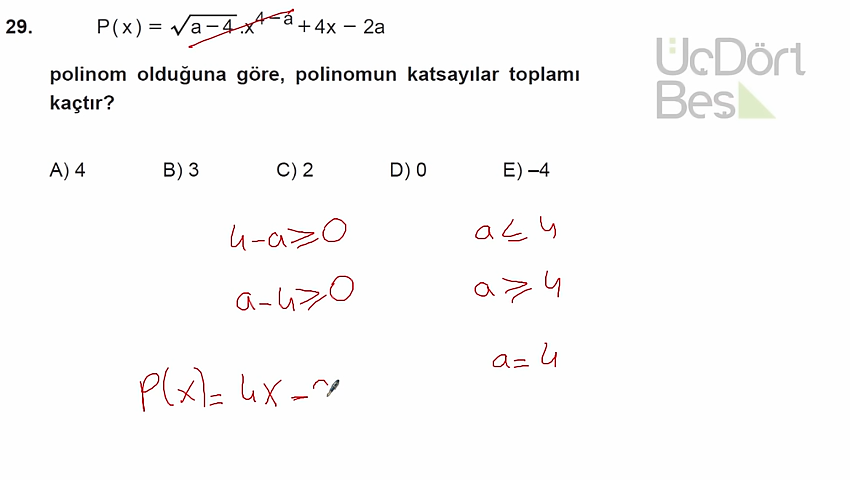 29. P(x) = √a−4 .x^4−a + 4x − 2a
ÜçDört
Beş
polinom olduğuna göre, polinomun katsayılar toplamı
kaçtır?
A) 4 B) 3 C) 2 D) 0 E) –4
4-a≥0 a≤4
a-4≥0 a≥4
a=4
P(x)= 4x-